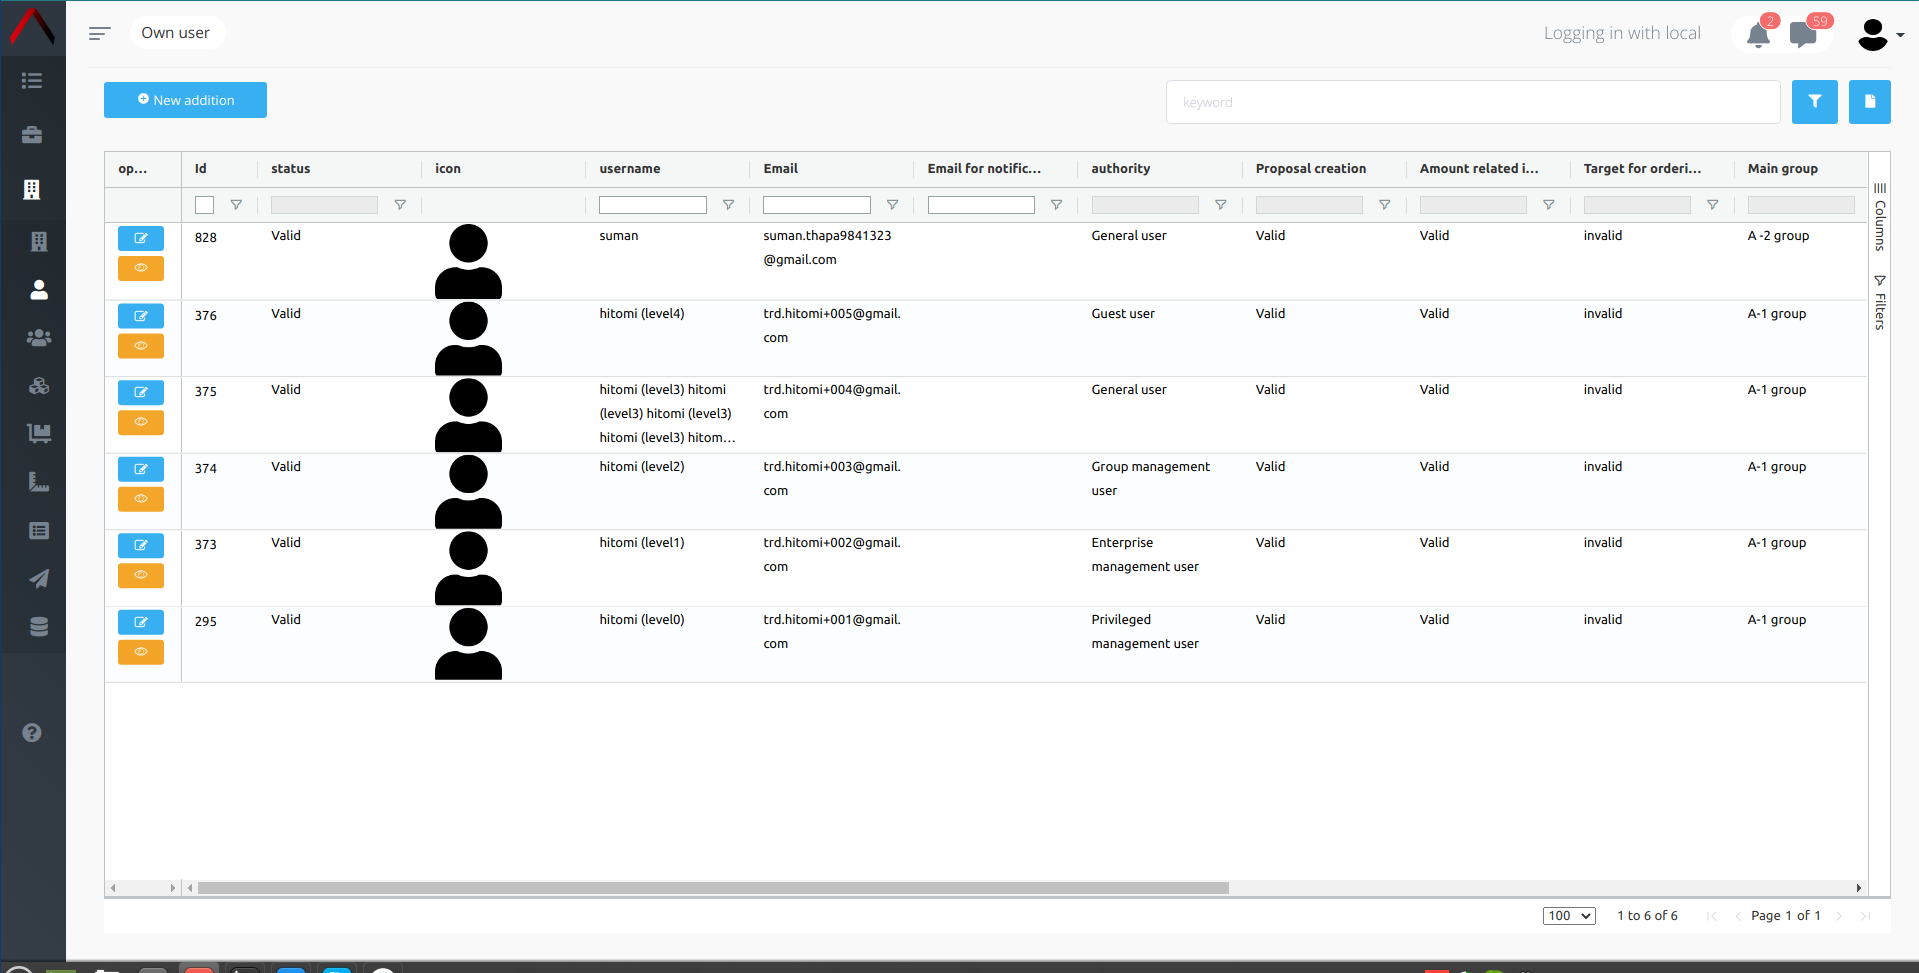 Own user
Logging in with local
2
59
New addition
keyword
op...
Id
status
icon
username
Email
Email for notific...
authority
Proposal creation
Amount related i...
Target for orderi...
Main group
828
Valid
suman
suman.thapa9841323
@gmail.com
General user
Valid
Valid
invalid
A -2 group
376
Valid
hitomi (level4)
trd.hitomi+005@gmail.
com
Guest user
Valid
Valid
invalid
A-1 group
375
Valid
hitomi (level3) hitomi
(level3) hitomi (level3)
hitomi (level3) hitom...
trd.hitomi+004@gmail.
com
General user
Valid
Valid
invalid
A-1 group
374
Valid
hitomi (level2)
trd.hitomi+003@gmail.
com
Group management
user
Valid
Valid
invalid
A-1 group
373
Valid
hitomi (level1)
trd.hitomi+002@gmail.
com
Enterprise
management user
Valid
Valid
invalid
A-1 group
295
Valid
hitomi (level0)
trd.hitomi+001@gmail.
com
Privileged
management user
Valid
Valid
invalid
A-1 group
Columns
Filters
100
1 to 6 of 6
Page 1 of 1